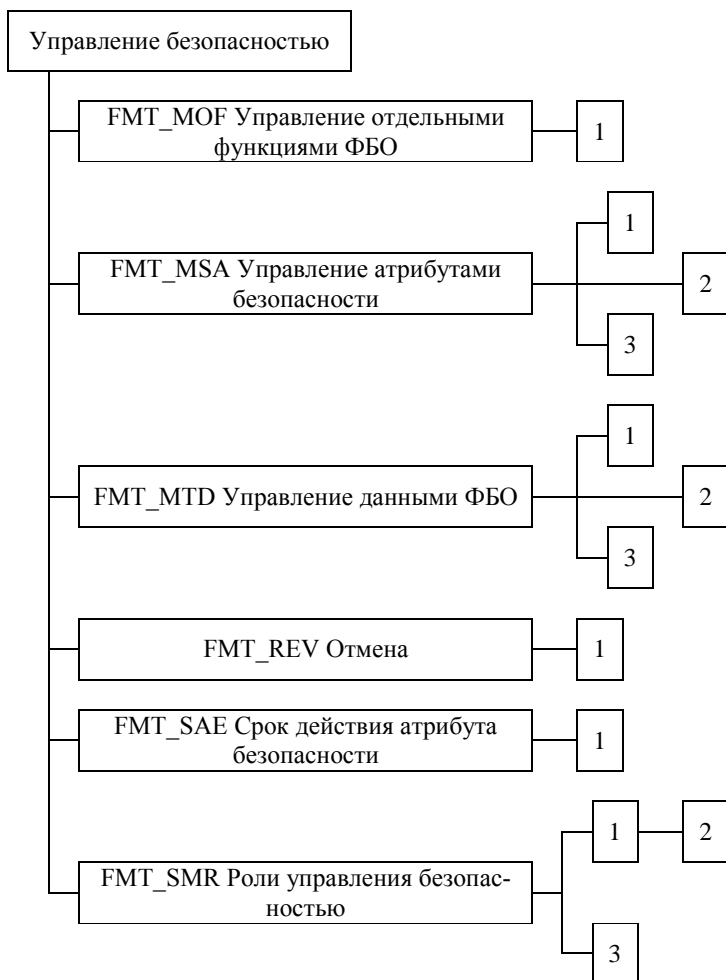 Управление безопасностью
FMT_MOF Управление отдельными
функциями ФБО
1
1
FMT_MSA Управление атрибутами
безопасности
2
3
1
FMT_MTD Управление данными ФБО
2
3
FMT_REV Отмена
1
FMT_SAE Срок действия атрибута
безопасности
1
1
2
FMT_SMR Роли управления безопас-
ностью
3